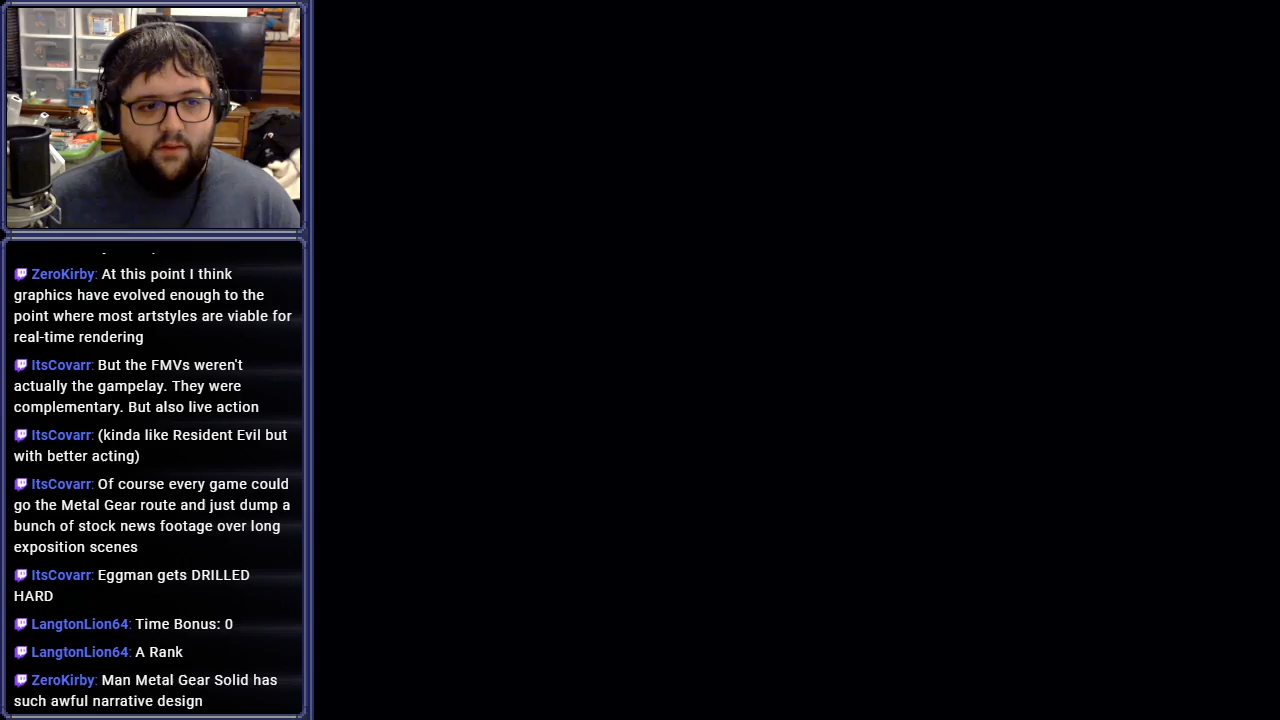 ZeroKirby: At this point I think
graphics have evolved enough to the
point where most artstyles are viable for
real-time rendering
ItsCovarr: But the FMVs weren't
actually the gampelay. They were
complementary. But also live action
ItsCovarr: (kinda like Resident Evil but
with better acting)
ItsCovarr: Of course every game could
go the Metal Gear route and just dump a
bunch of stock news footage over long
exposition scenes
ItsCovarr: Eggman gets DRILLED
HARD
LangtonLion64: Time Bonus: 0
LangtonLion64: A Rank
ZeroKirby: Man Metal Gear Solid has
such awful narrative design